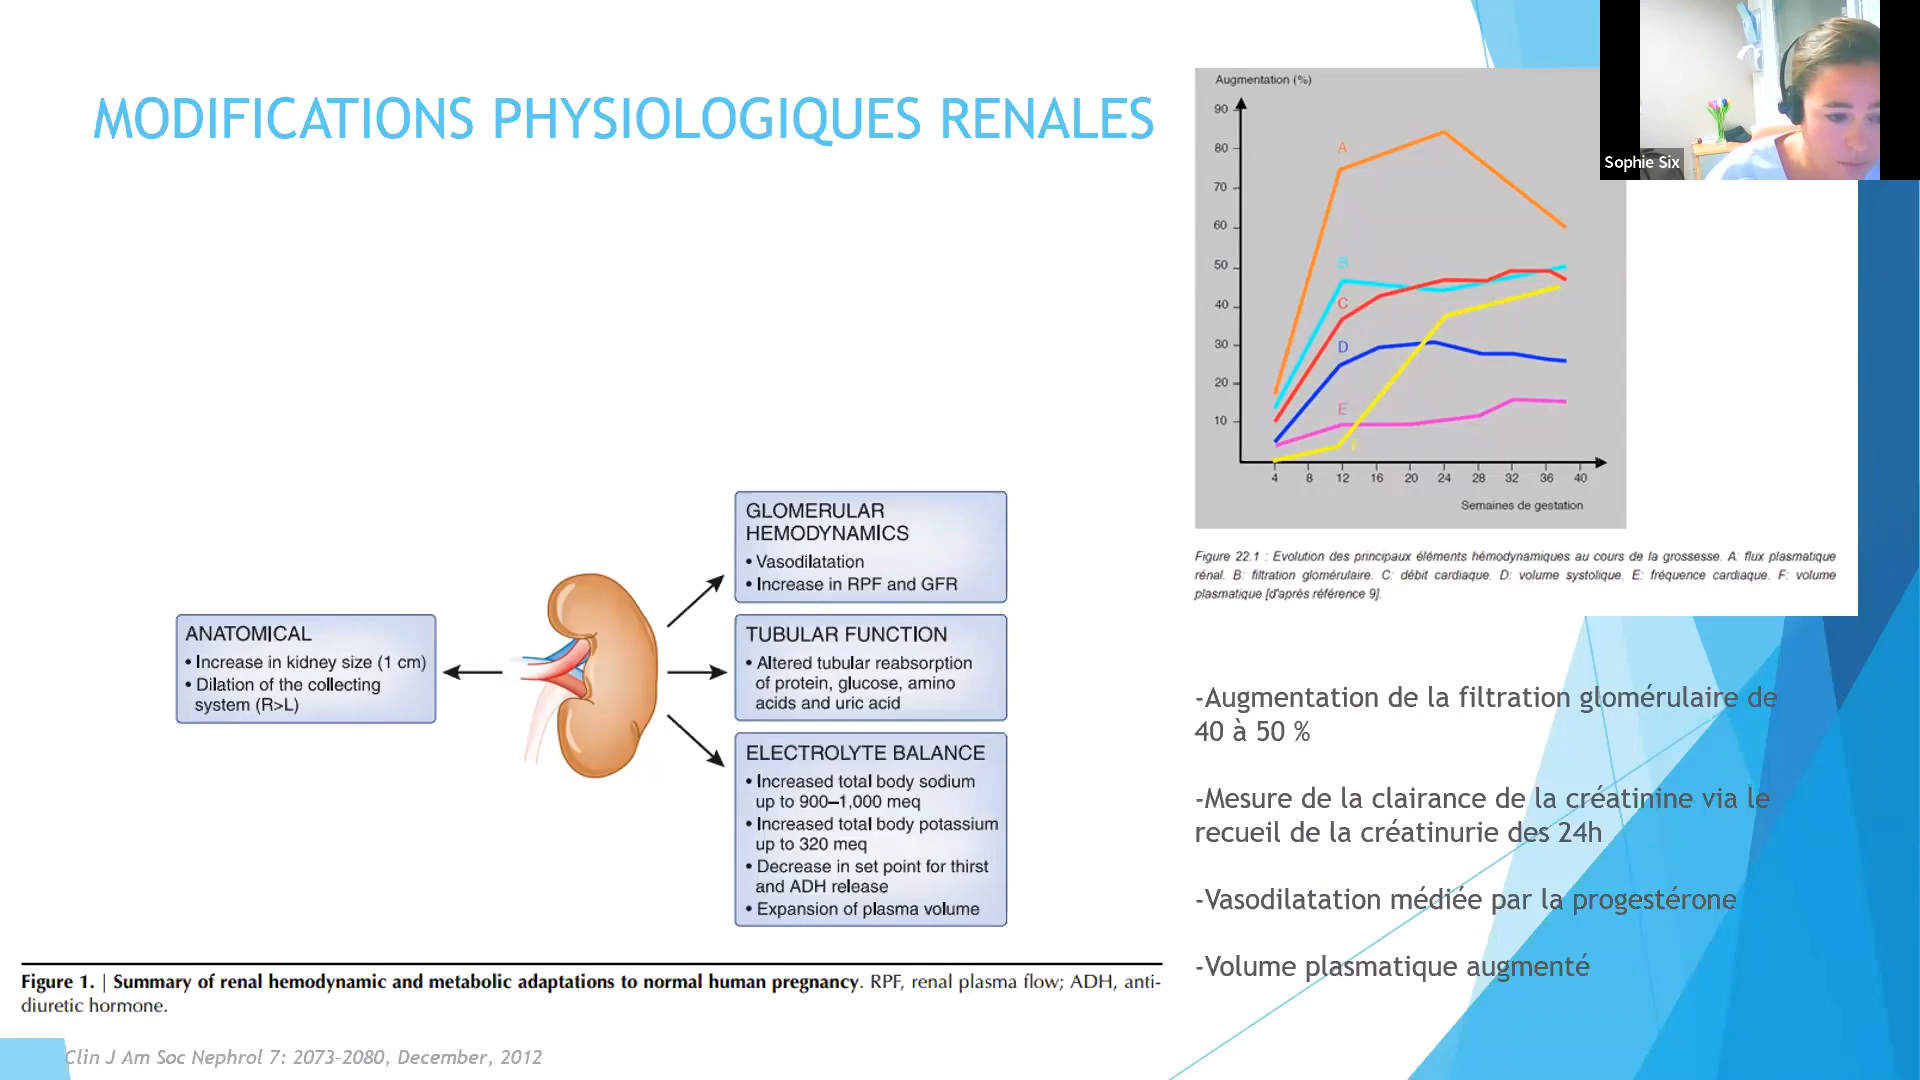 MODIFICATIONS PHYSIOLOGIQUES RENALES
Augmentation (%)
90
80
70
60
50
40
30
20
10
A
B
C
D
E
F
4 8 12 16 20 24 28 32 36 40
Semaines de gestation
Sophie Six
Figure 22.1 : Evolution des principaux éléments hémodynamiques au cours de la grossesse. A: flux plasmatique
rénal. B: filtration glomérulaire. C: débit cardiaque. D: volume systolique. E: fréquence cardiaque. F: volume
plasmatique [d'après référence 9].
ANATOMICAL
• Increase in kidney size (1 cm)
• Dilation of the collecting
system (R>L)
GLOMERULAR
HEMODYNAMICS
• Vasodilatation
• Increase in RPF and GFR
TUBULAR FUNCTION
• Altered tubular reabsorption
of protein, glucose, amino
acids and uric acid
ELECTROLYTE BALANCE
• Increased total body sodium
up to 900–1,000 meq
• Increased total body potassium
up to 320 meq
• Decrease in set point for thirst
and ADH release
• Expansion of plasma volume
-Augmentation de la filtration glomérulaire de
40 à 50 %
-Mesure de la clairance de la créatinine via le
recueil de la créatinurie des 24h
-Vasodilatation médiée par la progestérone
-Volume plasmatique augmenté
Figure 1. | Summary of renal hemodynamic and metabolic adaptations to normal human pregnancy. RPF, renal plasma flow; ADH, anti-
diuretic hormone.
Clin J Am Soc Nephrol 7: 2073–2080, December, 2012